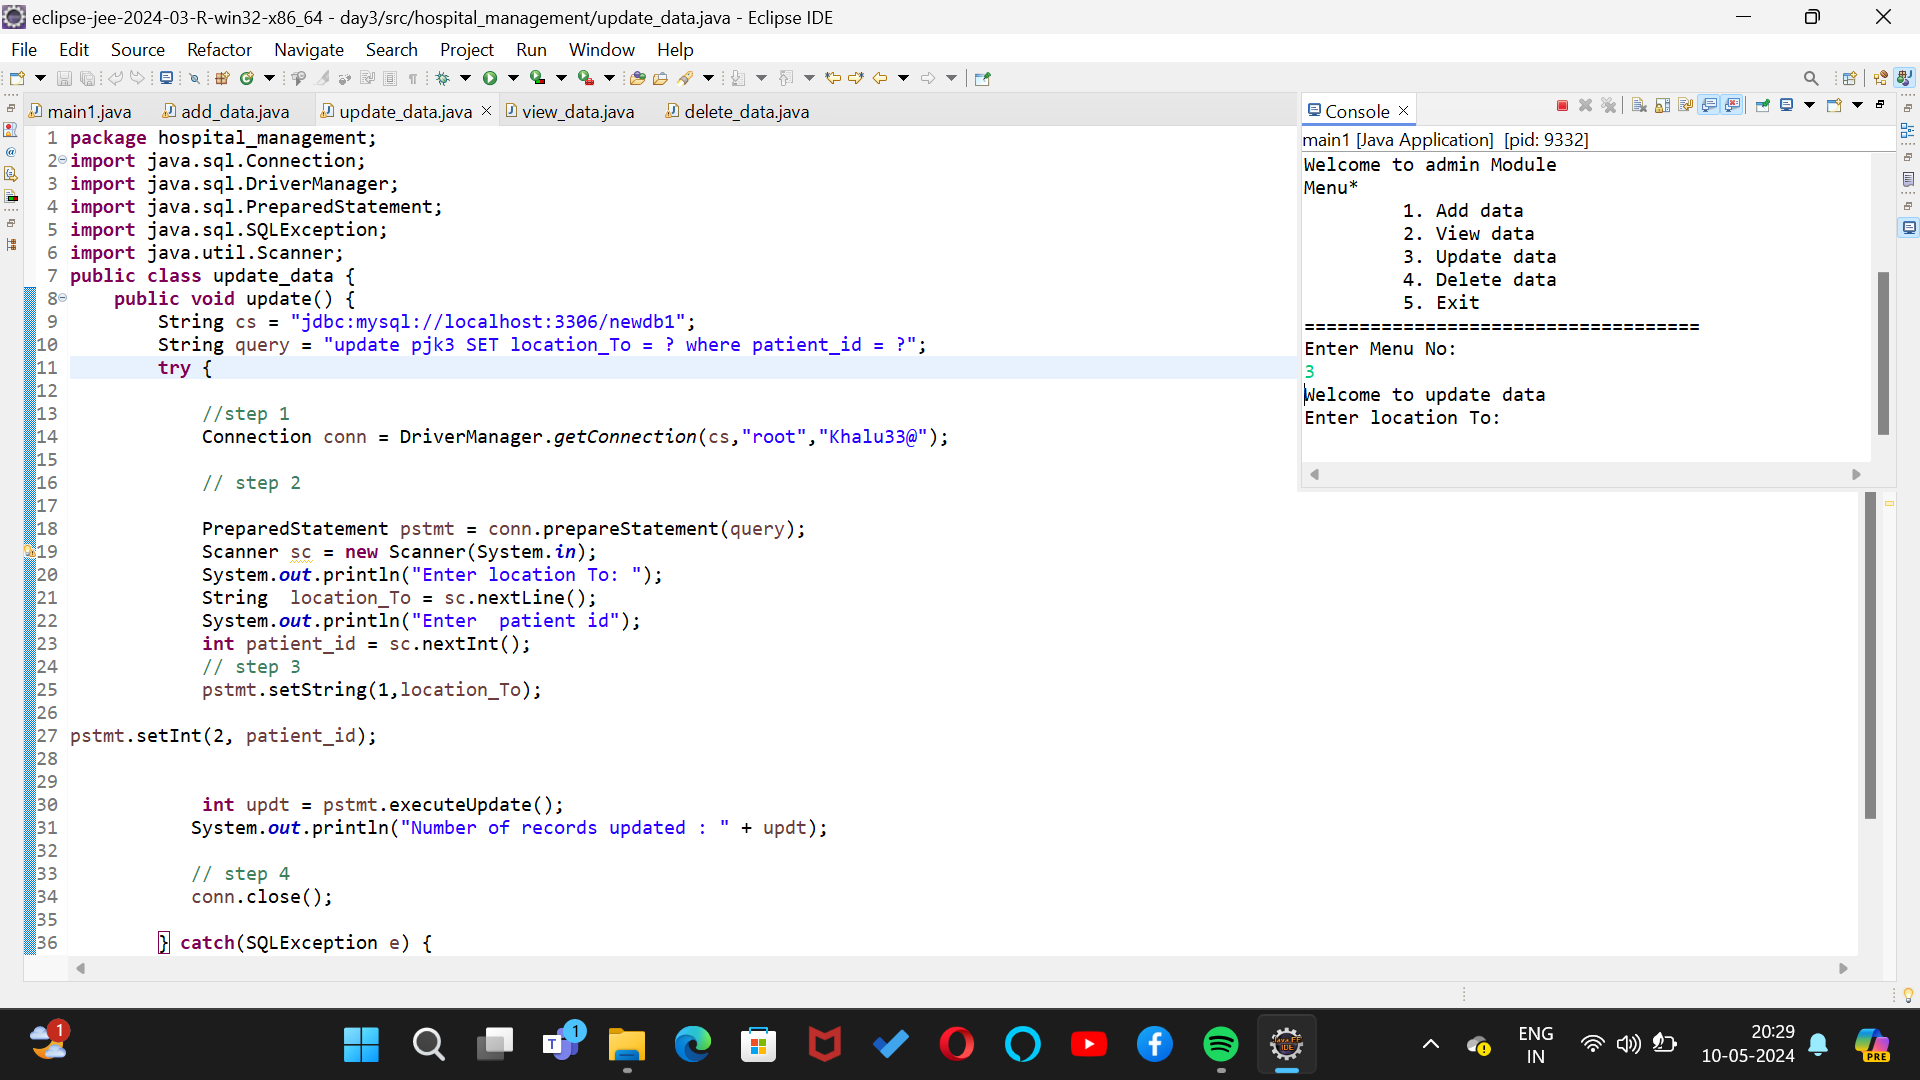 eclipse-jee-2024-03-R-win32-x86_64 - day3/src/hospital_management/update_data.java - Eclipse IDE
File Edit Source Refactor Navigate Search Project Run Window Help
main1.java add_data.java update_data.java view_data.java delete_data.java
1 package hospital_management;
2 import java.sql.Connection;
3 import java.sql.DriverManager;
4 import java.sql.PreparedStatement;
5 import java.sql.SQLException;
6 import java.util.Scanner;
7 public class update_data {
8 public void update() {
9 String cs = "jdbc:mysql://localhost:3306/newdb1";
10 String query = "update pjk3 SET location_To = ? where patient_id = ?";
11 try {
12
13 //step 1
14 Connection conn = DriverManager.getConnection(cs,"root","Khalu33@");
15
16 // step 2
17
18 PreparedStatement pstmt = conn.prepareStatement(query);
19 Scanner sc = new Scanner(System.in);
20 System.out.println("Enter location To: ");
21 String  location_To = sc.nextLine();
22 System.out.println("Enter  patient id");
23 int patient_id = sc.nextInt();
24 // step 3
25 pstmt.setString(1,location_To);
26
27 pstmt.setInt(2, patient_id);
28
29
30 int updt = pstmt.executeUpdate();
31 System.out.println("Number of records updated : " + updt);
32
33 // step 4
34 conn.close();
35
36 } catch(SQLException e) {
Console
main1 [Java Application] [pid: 9332]
Welcome to admin Module
Menu*
1. Add data
2. View data
3. Update data
4. Delete data
5. Exit
====================================
Enter Menu No:
3
Welcome to update data
Enter location To:
1
T 1
Java EE
IDE
ENG
IN
20:29
10-05-2024
PRE